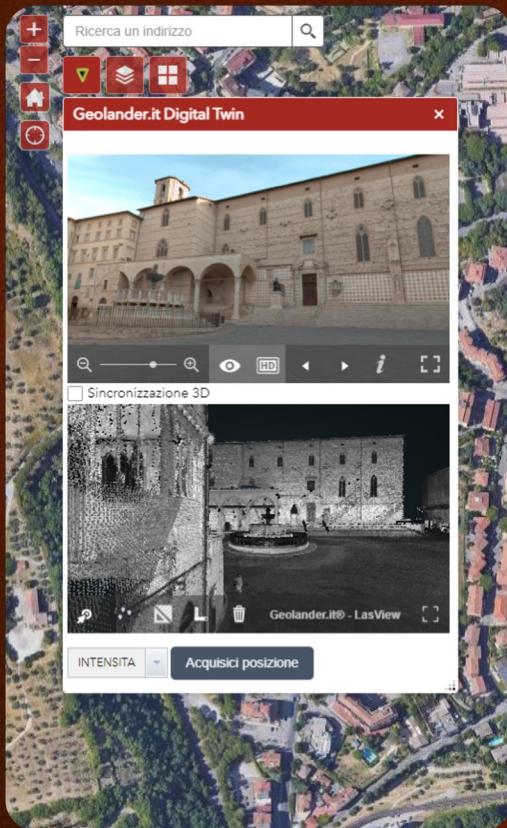 Ricerca un indirizzo
Geolander.it Digital Twin
HD
Sincronizzazione 3D
Geolander.it® - LasView
INTENSITA
Acquisici posizione